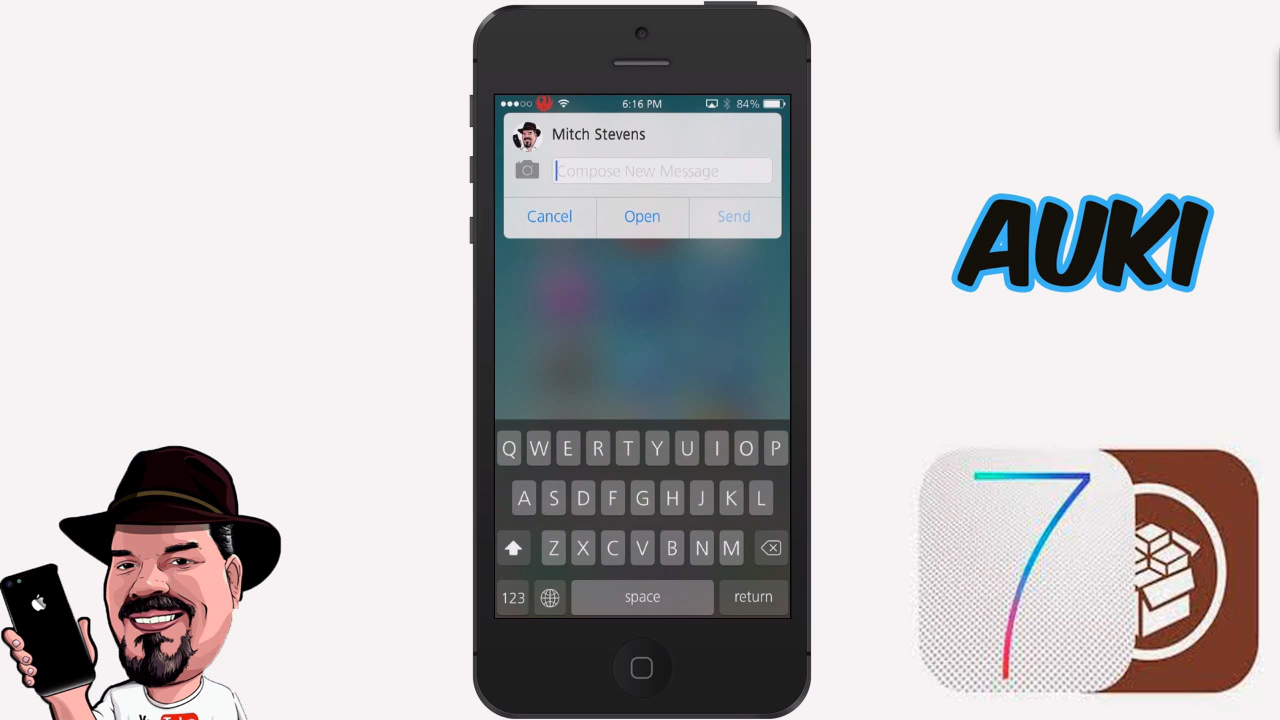 6:16 PM
84%
Mitch Stevens
Compose New Message
Cancel
Open
Send
AUKI
Q W E R T Y U I O P
A S D F G H J K L
Z X C V B N M
123
space
return
7